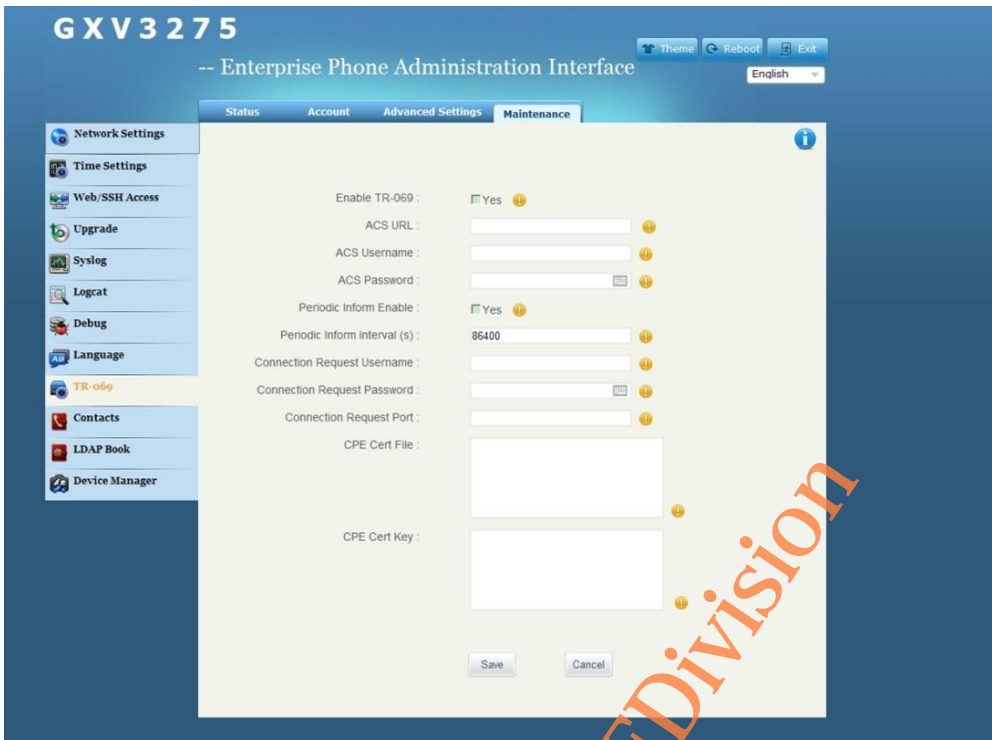 GXV3275
Theme Reboot Exit
-- Enterprise Phone Administration Interface
English
Status Account Advanced Settings Maintenance
Network Settings
Time Settings
Web/SSH Access
Upgrade
Syslog
Logcat
Debug
Language
TR-069
Contacts
LDAP Book
Device Manager
Enable TR-069 : Yes
ACS URL :
ACS Username :
ACS Password :
Periodic Inform Enable : Yes
Periodic Inform Interval (s) : 86400
Connection Request Username :
Connection Request Password :
Connection Request Port :
CPE Cert File :
CPE Cert Key :
Save Cancel